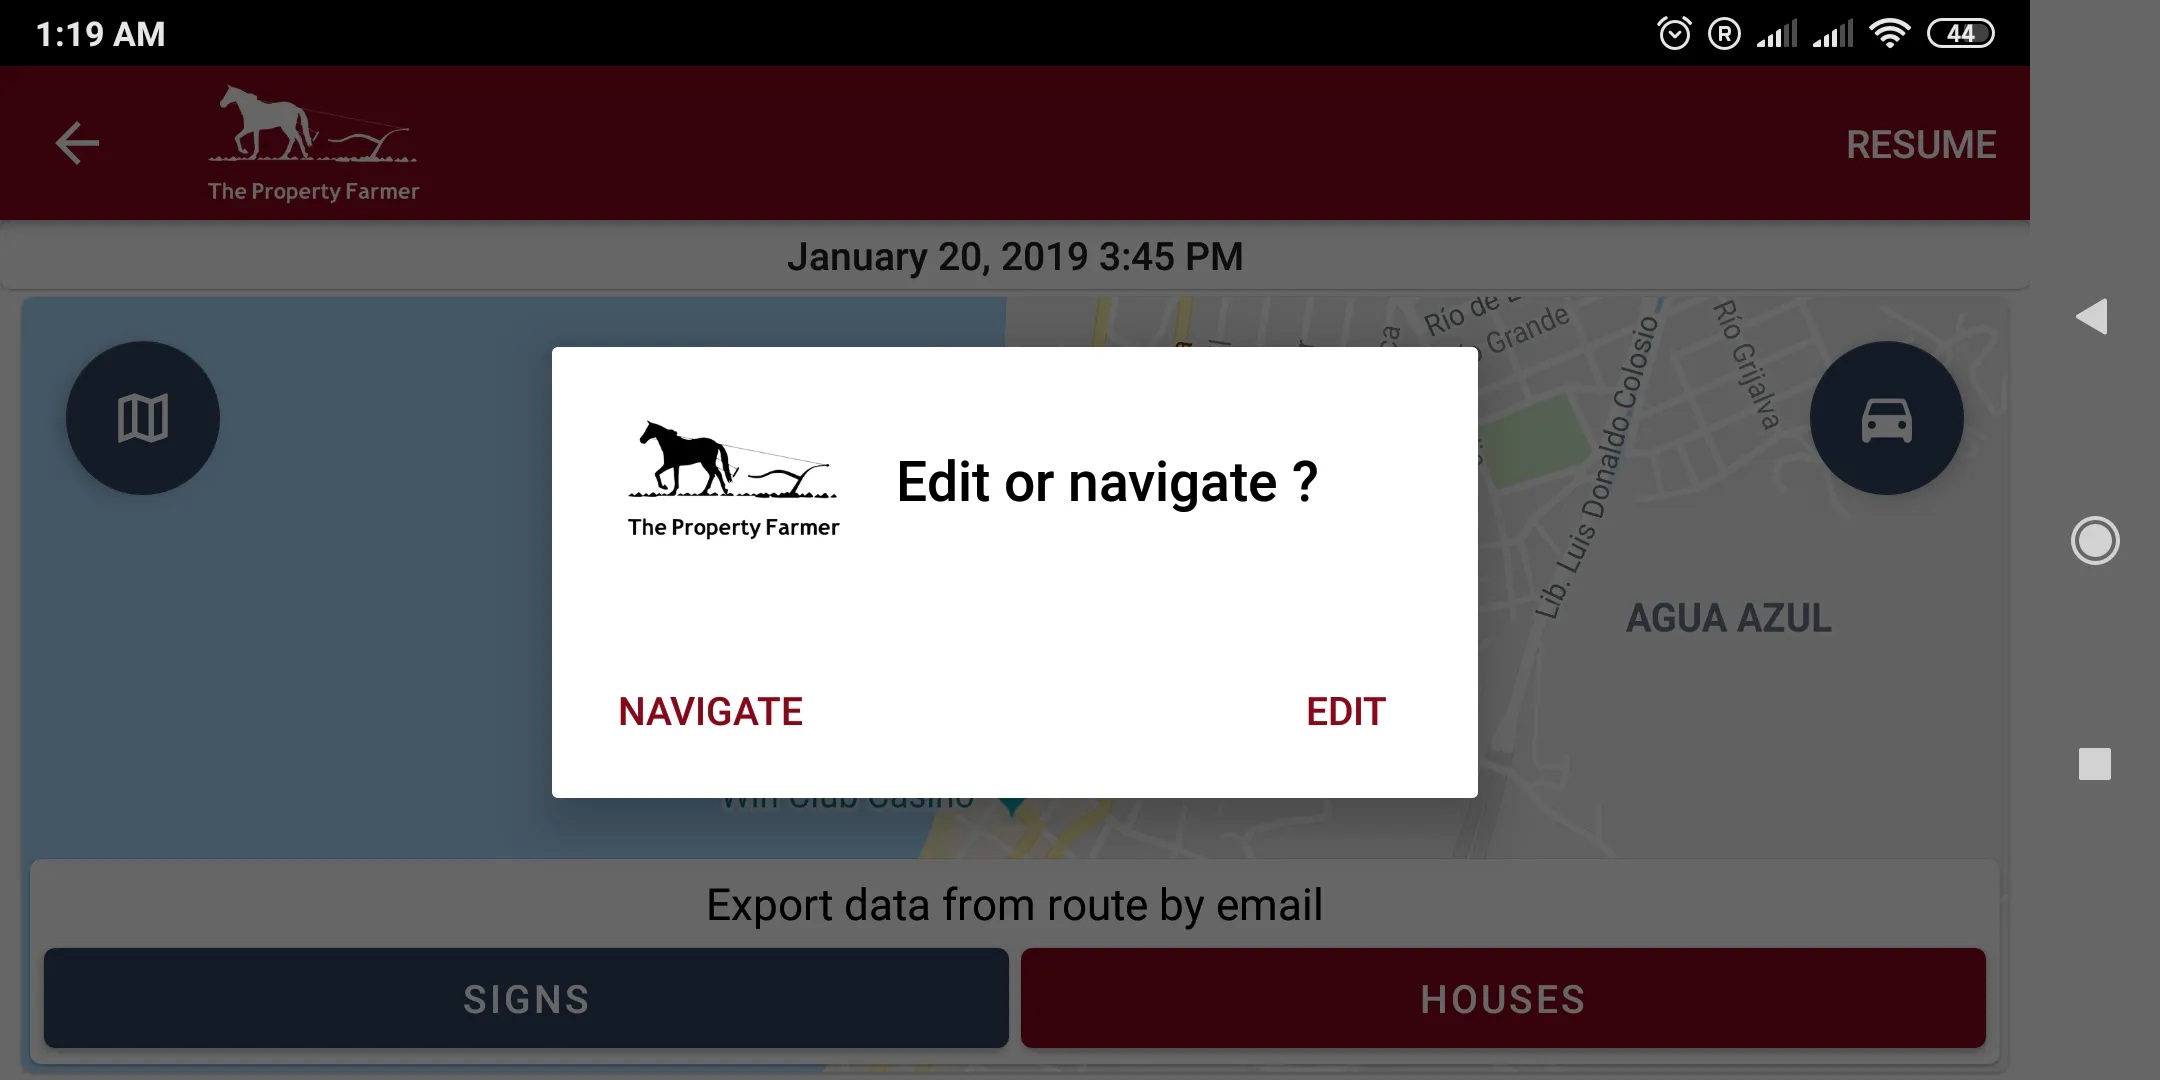 1:19 AM
R
44
The Property Farmer
RESUME
January 20, 2019 3:45 PM
Río de
Grande
Río Grijalva
Lib. Luis Donaldo Colosio
The Property Farmer
Edit or navigate ?
AGUA AZUL
NAVIGATE
EDIT
Win Club Casino
Export data from route by email
SIGNS
HOUSES